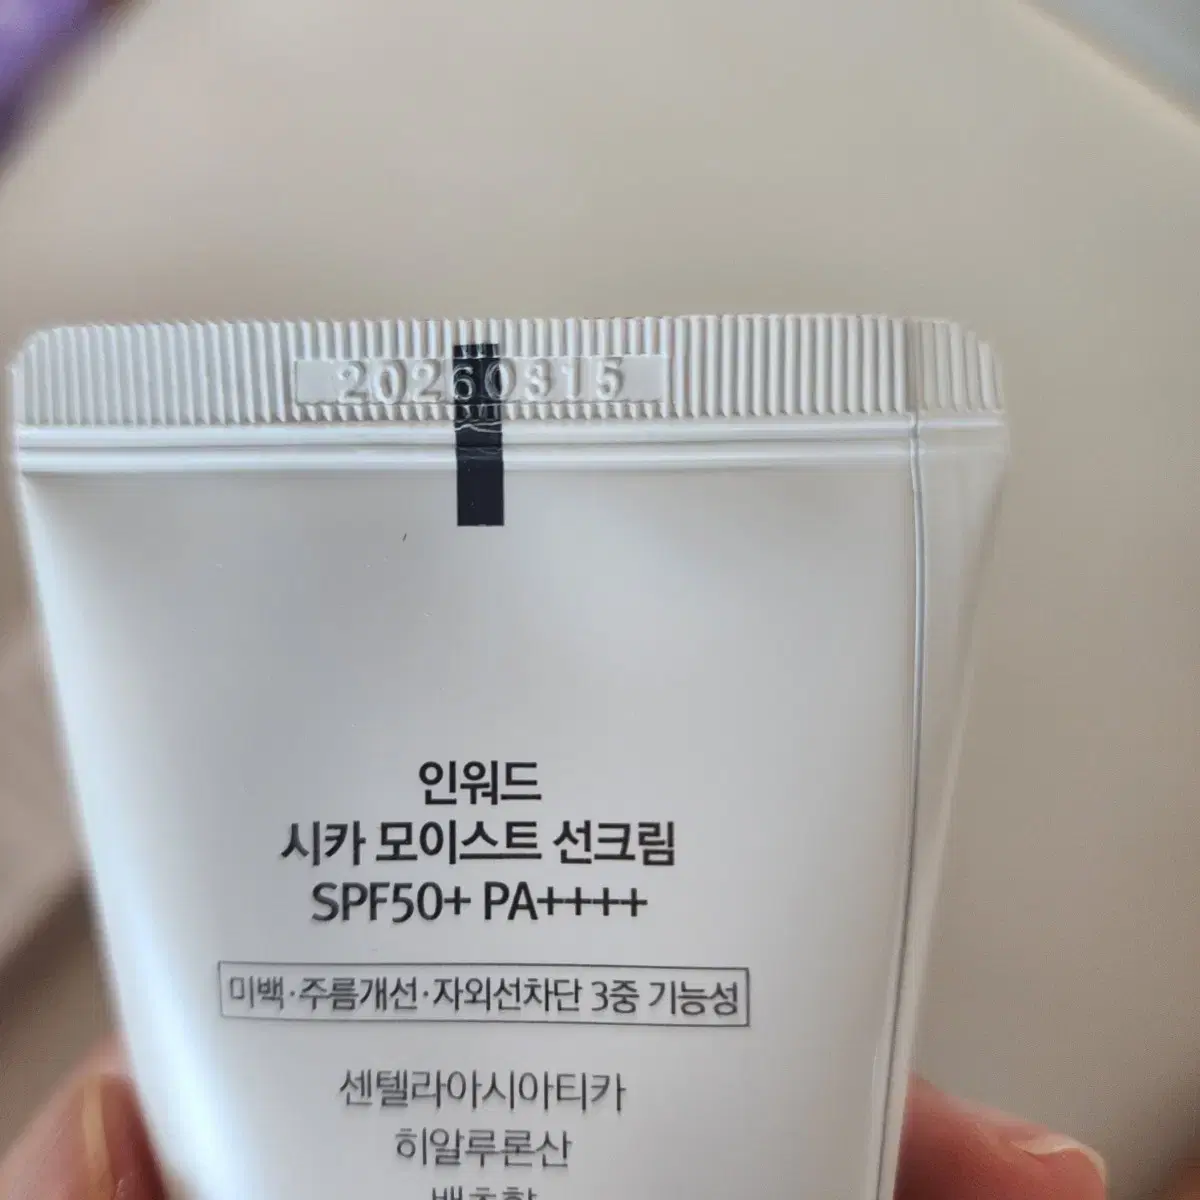 20260315
인워드
시카 모이스트 선크림
SPF50+ PA++++
미백·주름개선·자외선차단 3중 기능성
센텔라아시아티카
히알루론산